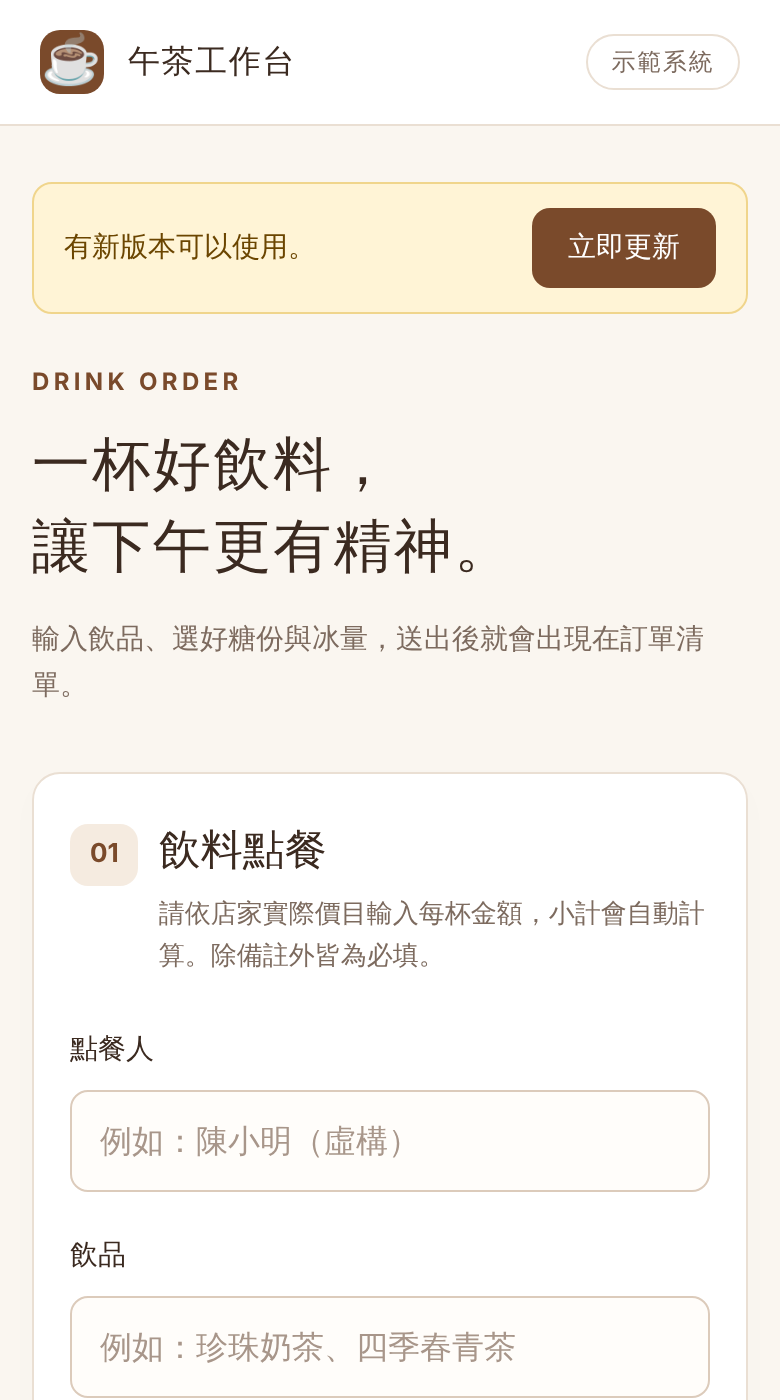 午茶工作台
示範系統
有新版本可以使用。
立即更新
DRINK ORDER
一杯好飲料，
讓下午更有精神。
輸入飲品、選好糖份與冰量，送出後就會出現在訂單清
單。
01
飲料點餐
請依店家實際價目輸入每杯金額，小計會自動計
算。除備註外皆為必填。
點餐人
例如：陳小明（虛構）
飲品
例如：珍珠奶茶、四季春青茶